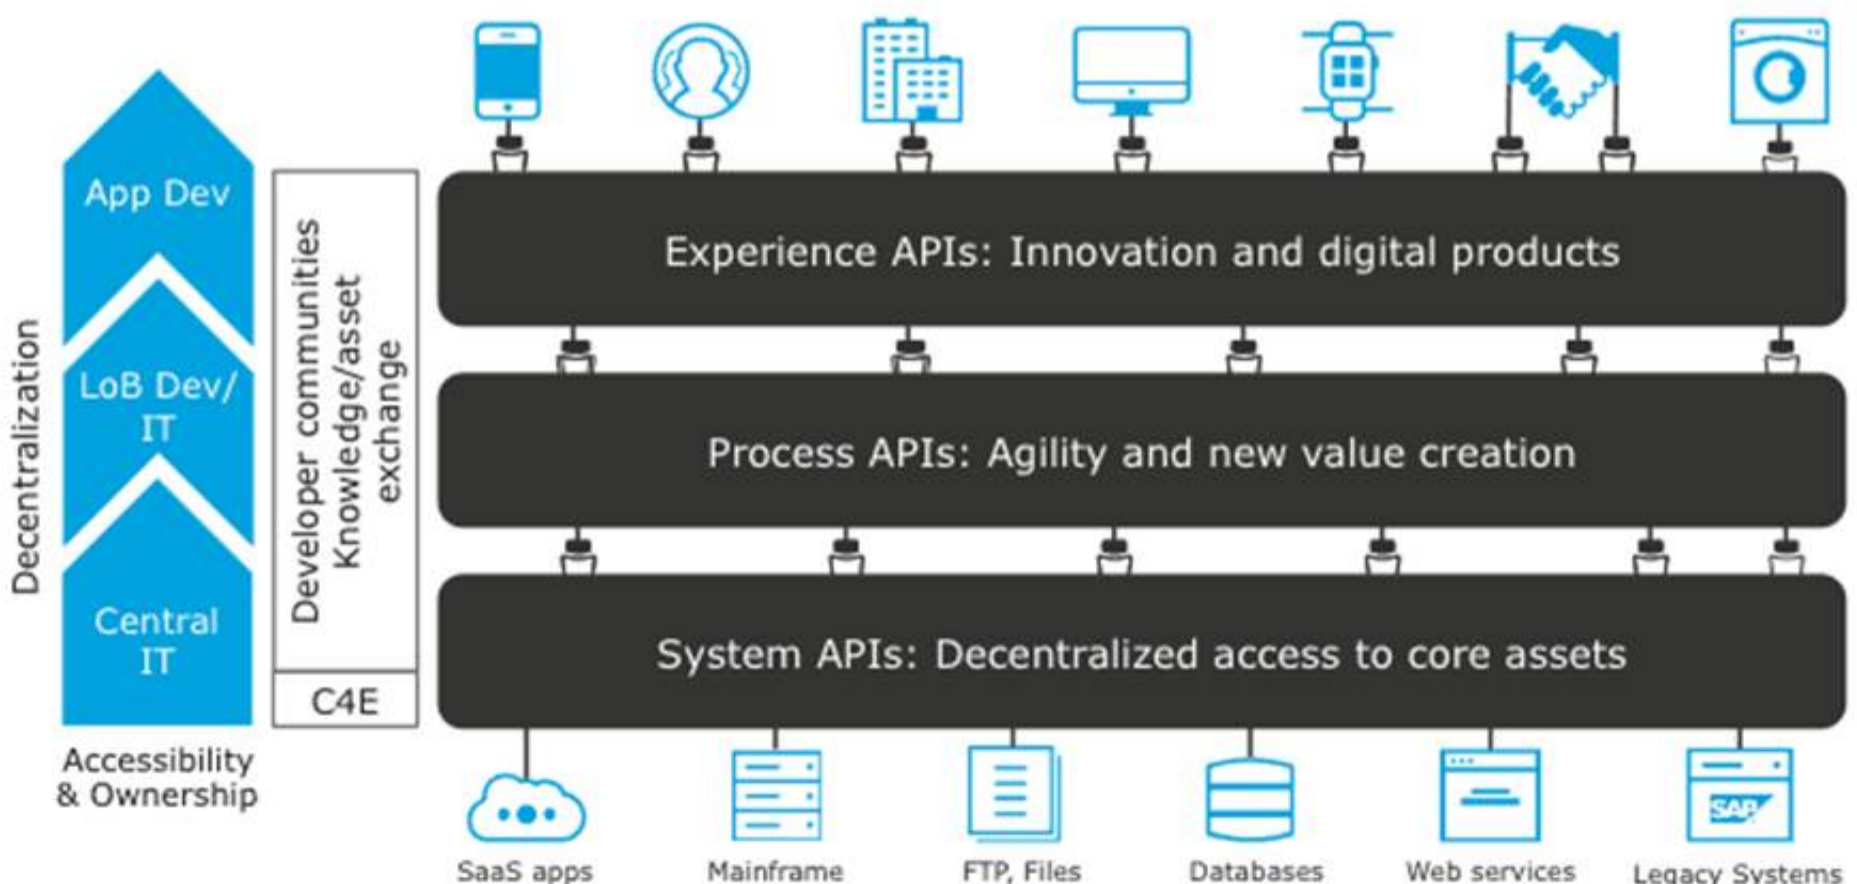 App Dev
LoB Dev/
IT
Central
IT
Decentralization
Accessibility
& Ownership
Developer communities
Knowledge/asset
exchange
C4E
Experience APIs: Innovation and digital products
Process APIs: Agility and new value creation
System APIs: Decentralized access to core assets
SAP
SaaS apps
Mainframe
FTP, Files
Databases
Web services
Legacy Systems